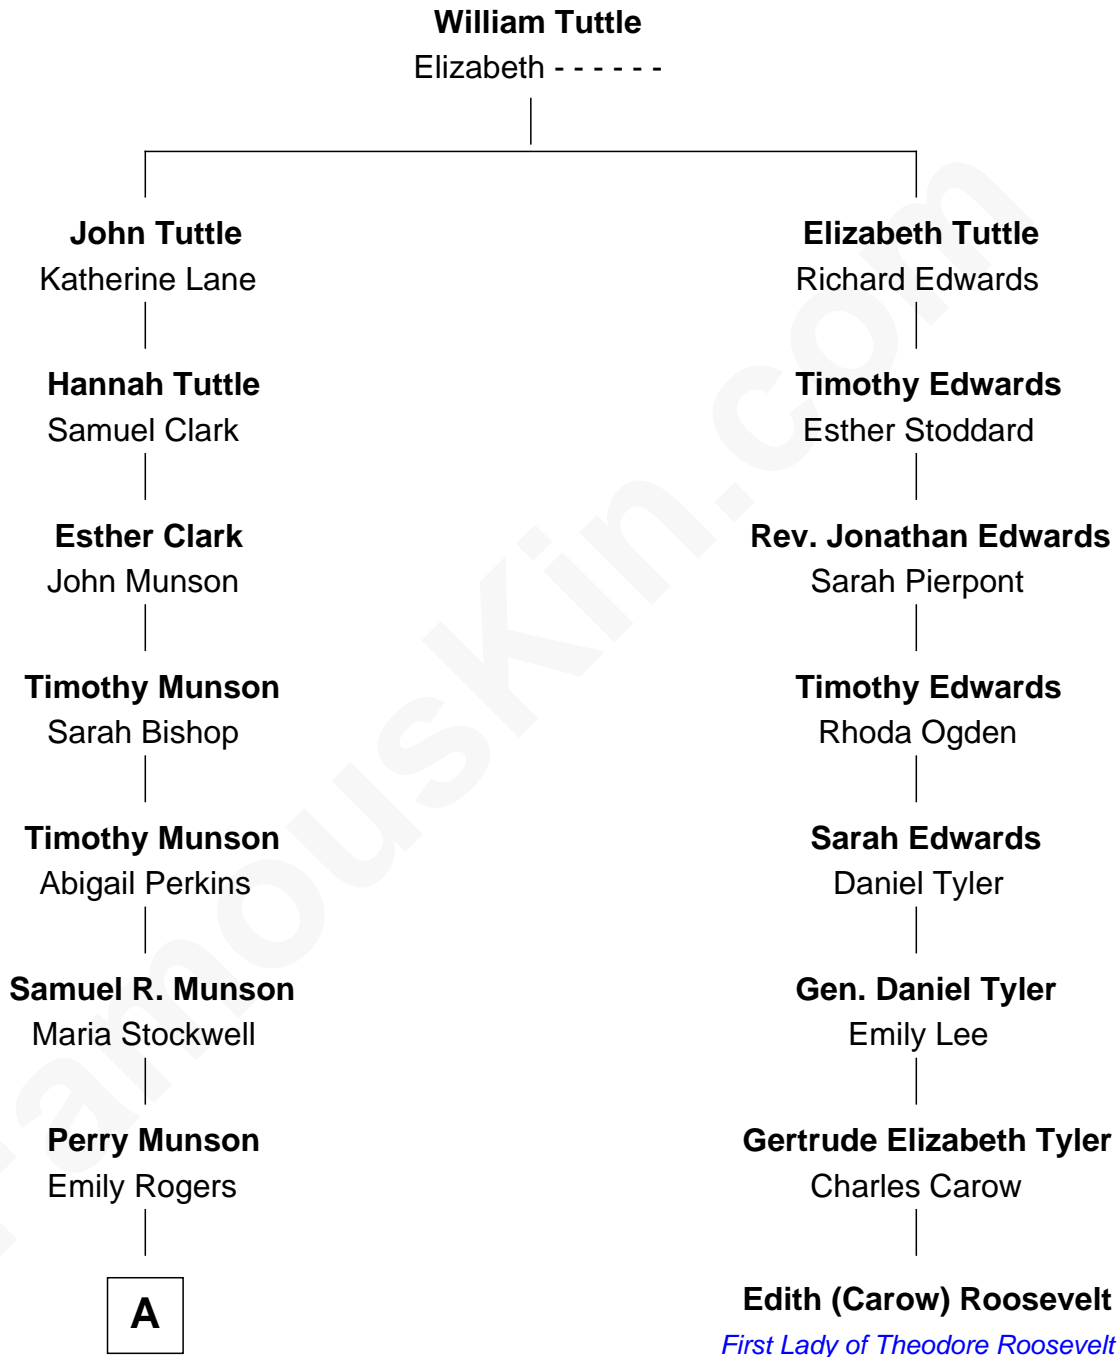 William Tuttle
Elizabeth - - - - - -
John Tuttle
Katherine Lane
Elizabeth Tuttle
Richard Edwards
Hannah Tuttle
Samuel Clark
Timothy Edwards
Esther Stoddard
Esther Clark
John Munson
Rev. Jonathan Edwards
Sarah Pierpont
Timothy Munson
Sarah Bishop
Timothy Edwards
Rhoda Ogden
Timothy Munson
Abigail Perkins
Sarah Edwards
Daniel Tyler
Samuel R. Munson
Maria Stockwell
Gen. Daniel Tyler
Emily Lee
Perry Munson
Emily Rogers
Gertrude Elizabeth Tyler
Charles Carow
A
Edith (Carow) Roosevelt
First Lady of Theodore Roosevelt
FamousKin.com